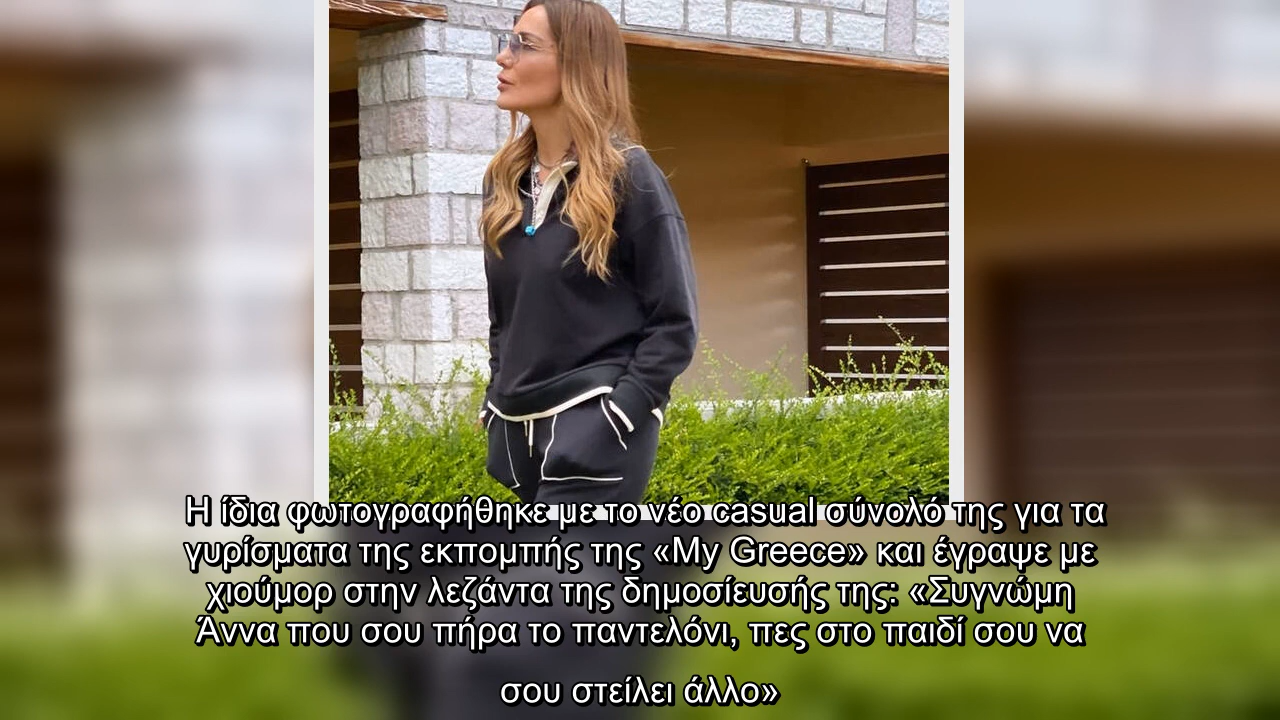 Η ίδια φωτογραφήθηκε με το νέο casual σύνολό της για τα
γυρίσματα της εκπομπής της «My Greece» και έγραψε με
χιούμορ στην λεζάντα της δημοσίευσής της: «Συγνώμη
Άννα που σου πήρα το παντελόνι, πες στο παιδί σου να
σου στείλει άλλο»